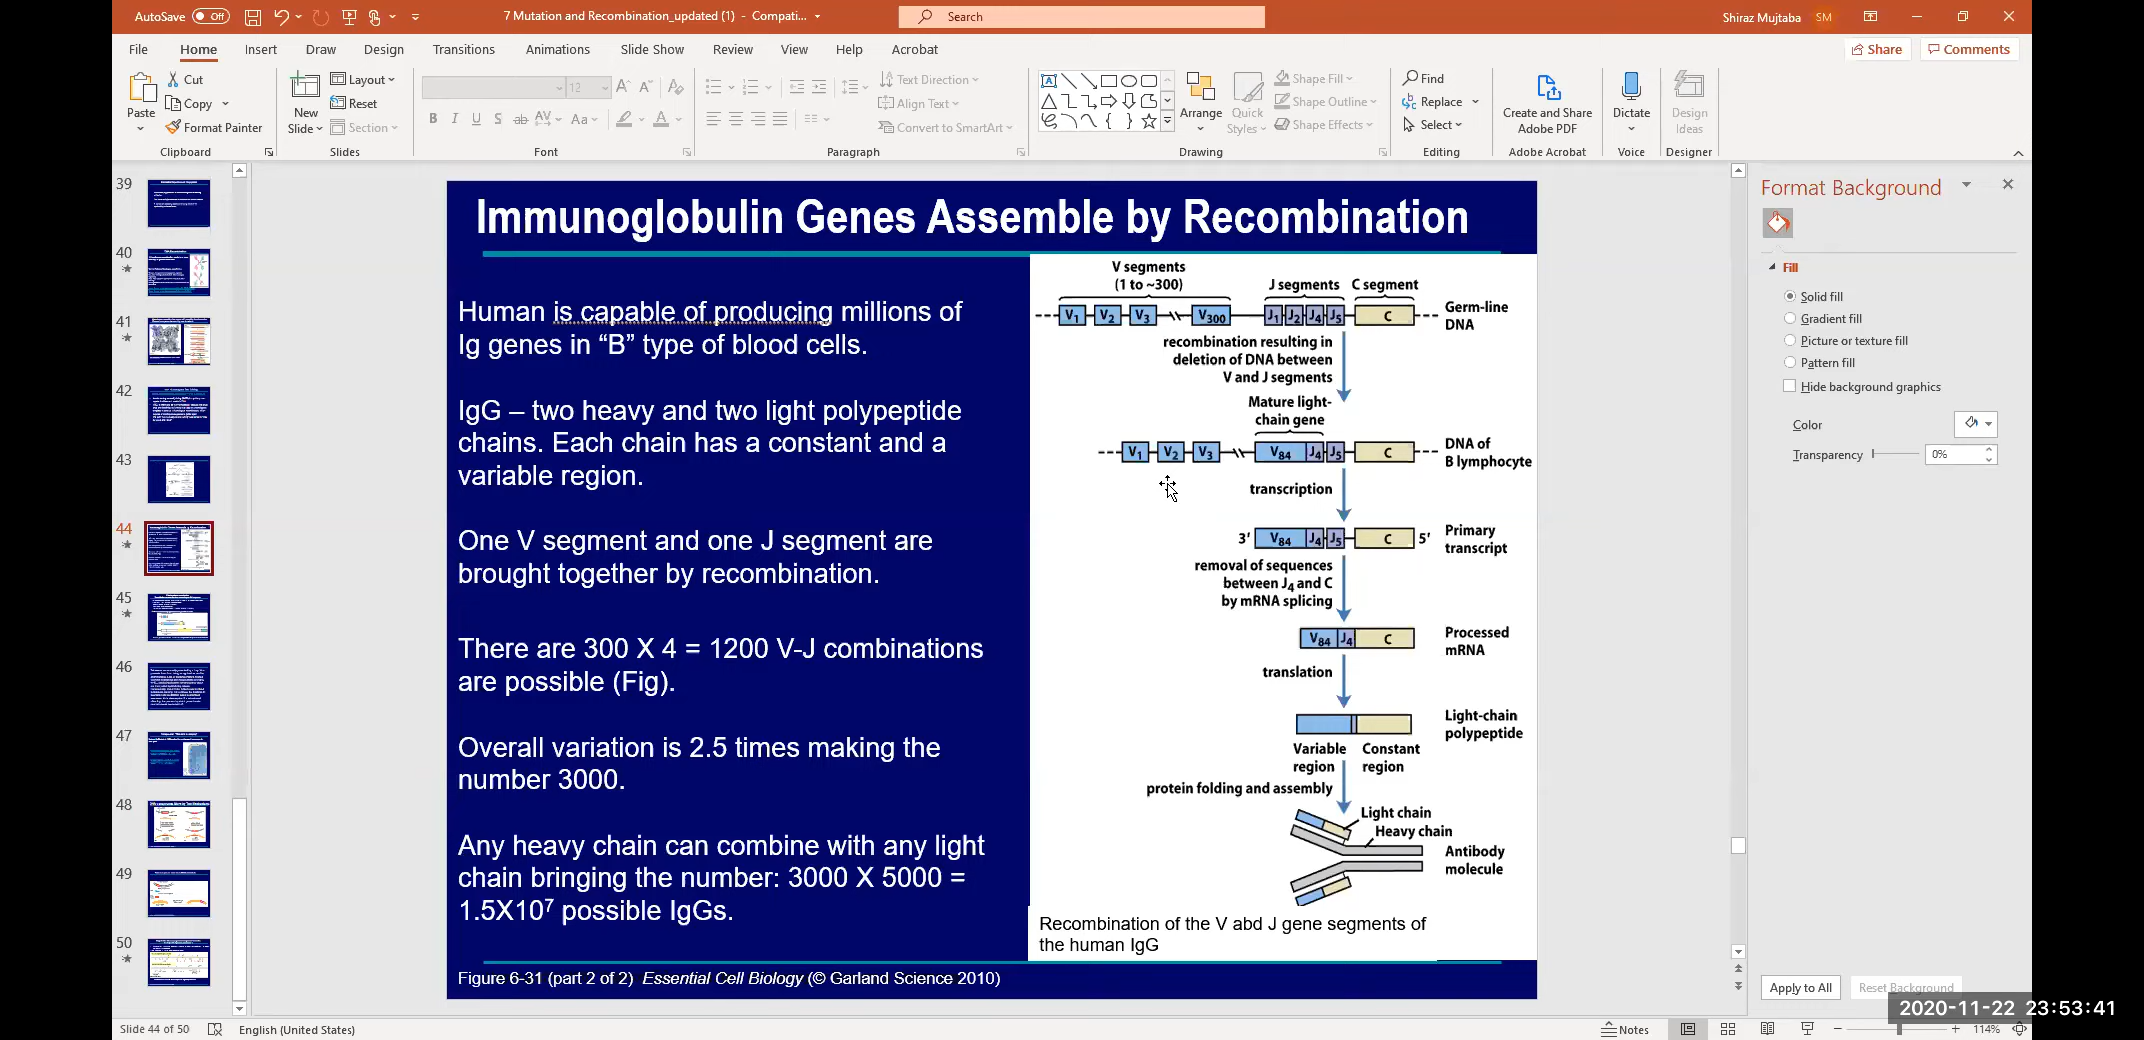 AutoSave Off
7 Mutation and Recombination_updated (1) - Compati...
Search
Shiraz Mujtaba SM
File Home Insert Draw Design Transitions Animations Slide Show Review View Help Acrobat
Share Comments
Paste
Cut
Copy
Format Painter
Clipboard
New Slide
Layout
Reset
Section
Slides
12
Font
Text Direction
Align Text
Convert to SmartArt
Paragraph
Arrange
Quick Styles
Shape Fill
Shape Outline
Shape Effects
Drawing
Find
Replace
Select
Editing
Create and Share
Adobe PDF
Adobe Acrobat
Dictate
Voice
Design
Ideas
Designer
39
40
41
42
43
44
45
46
47
48
49
50
Immunoglobulin Genes Assemble by Recombination
Human is capable of producing millions of
Ig genes in “B” type of blood cells.
IgG – two heavy and two light polypeptide
chains. Each chain has a constant and a
variable region.
One V segment and one J segment are
brought together by recombination.
There are 300 X 4 = 1200 V-J combinations
are possible (Fig).
Overall variation is 2.5 times making the
number 3000.
Any heavy chain can combine with any light
chain bringing the number: 3000 X 5000 =
1.5X10⁷ possible IgGs.
V segments
(1 to ~300)
J segments
C segment
V₁ V₂ V₃ V₃₀₀ J₁ J₂ J₄ J₅ C
Germ-line
DNA
recombination resulting in
deletion of DNA between
V and J segments
Mature light-
chain gene
V₁ V₂ V₃ V₈₄ J₄ J₅ C
DNA of
B lymphocyte
transcription
3′ V₈₄ J₄ J₅ C 5′
Primary
transcript
removal of sequences
between J₄ and C
by mRNA splicing
V₈₄ J₄ C
Processed
mRNA
translation
Light-chain
polypeptide
Variable
region
Constant
region
protein folding and assembly
Light chain
Heavy chain
Antibody
molecule
Recombination of the V abd J gene segments of
the human IgG
Figure 6-31 (part 2 of 2) Essential Cell Biology (© Garland Science 2010)
Format Background
Fill
Solid fill
Gradient fill
Picture or texture fill
Pattern fill
Hide background graphics
Color
Transparency 0%
Apply to All
Reset Background
2020-11-22 23:53:41
Slide 44 of 50
English (United States)
Notes
114%